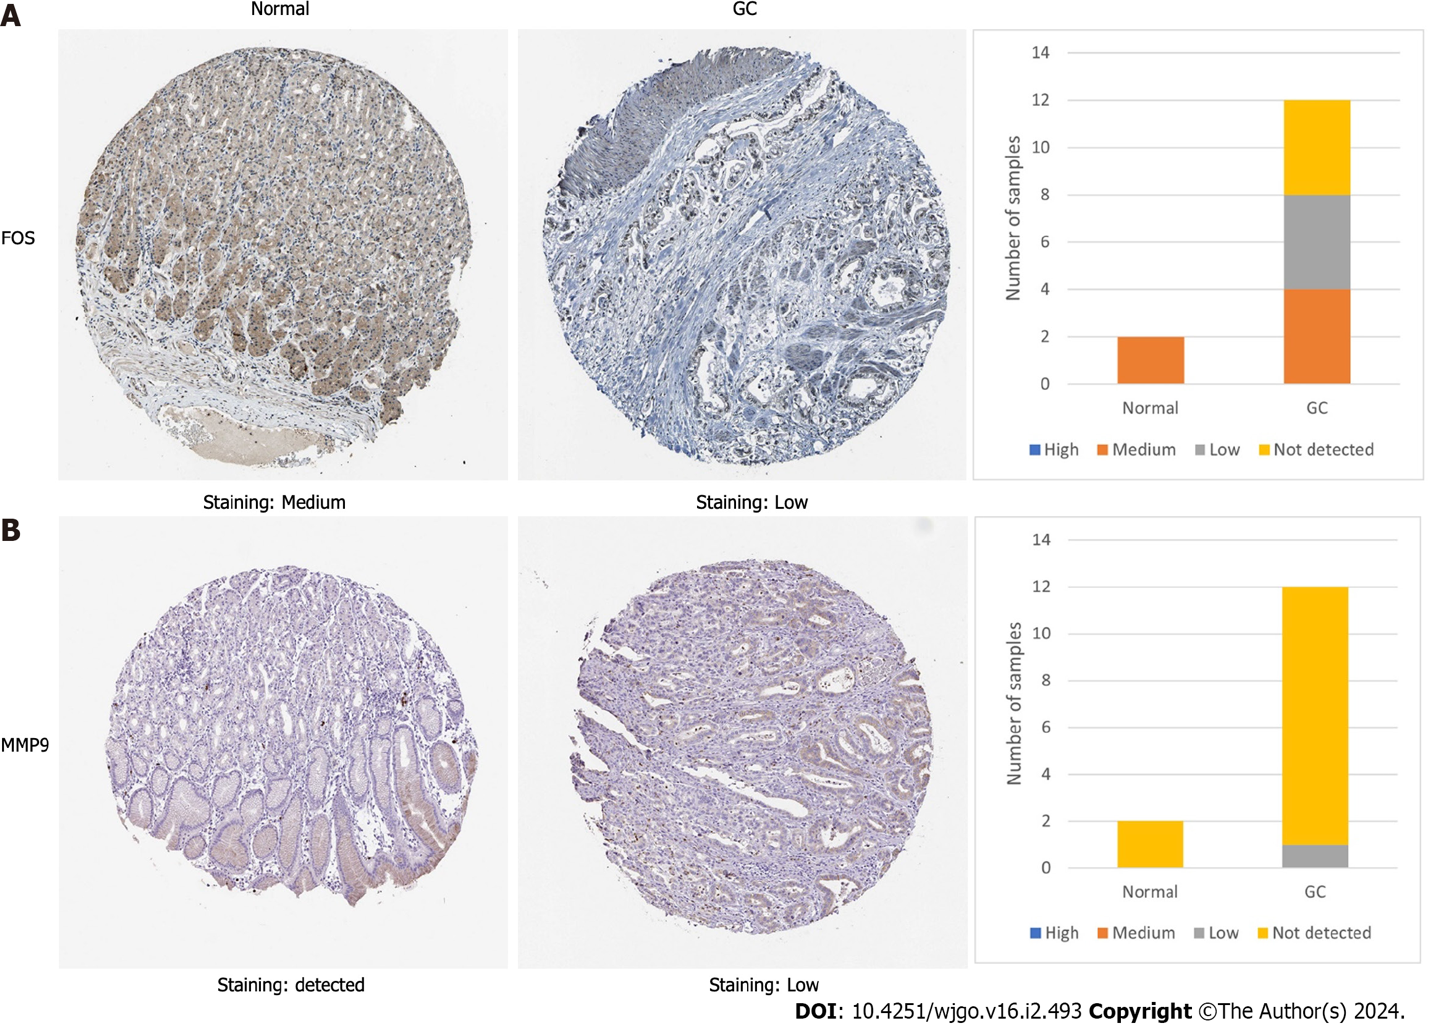 A
Normal
GC
FOS
14
12
10
8
6
4
2
0
Number of samples
Normal
GC
High Medium Low Not detected
Staining: Medium
Staining: Low
B
MMP9
14
12
10
8
6
4
2
0
Number of samples
Normal
GC
High Medium Low Not detected
Staining: detected
Staining: Low
DOI: 10.4251/wjgo.v16.i2.493 Copyright ©The Author(s) 2024.